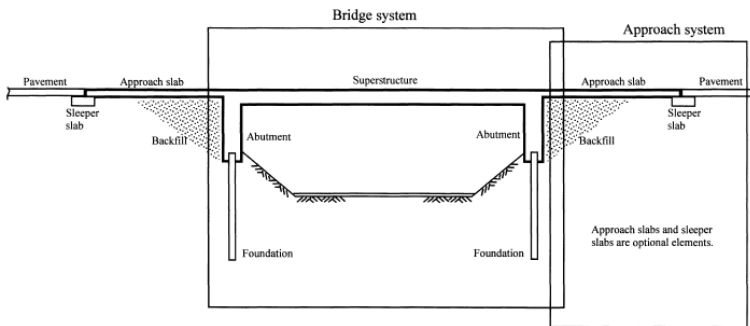 Bridge system
Approach system
Pavement
Approach slab
Superstructure
Approach slab
Pavement
Sleeper
slab
Sleeper
slab
Backfill
Abutment
Abutment
Backfill
Approach slabs and sleeper
slabs are optional elements.
Foundation
Foundation